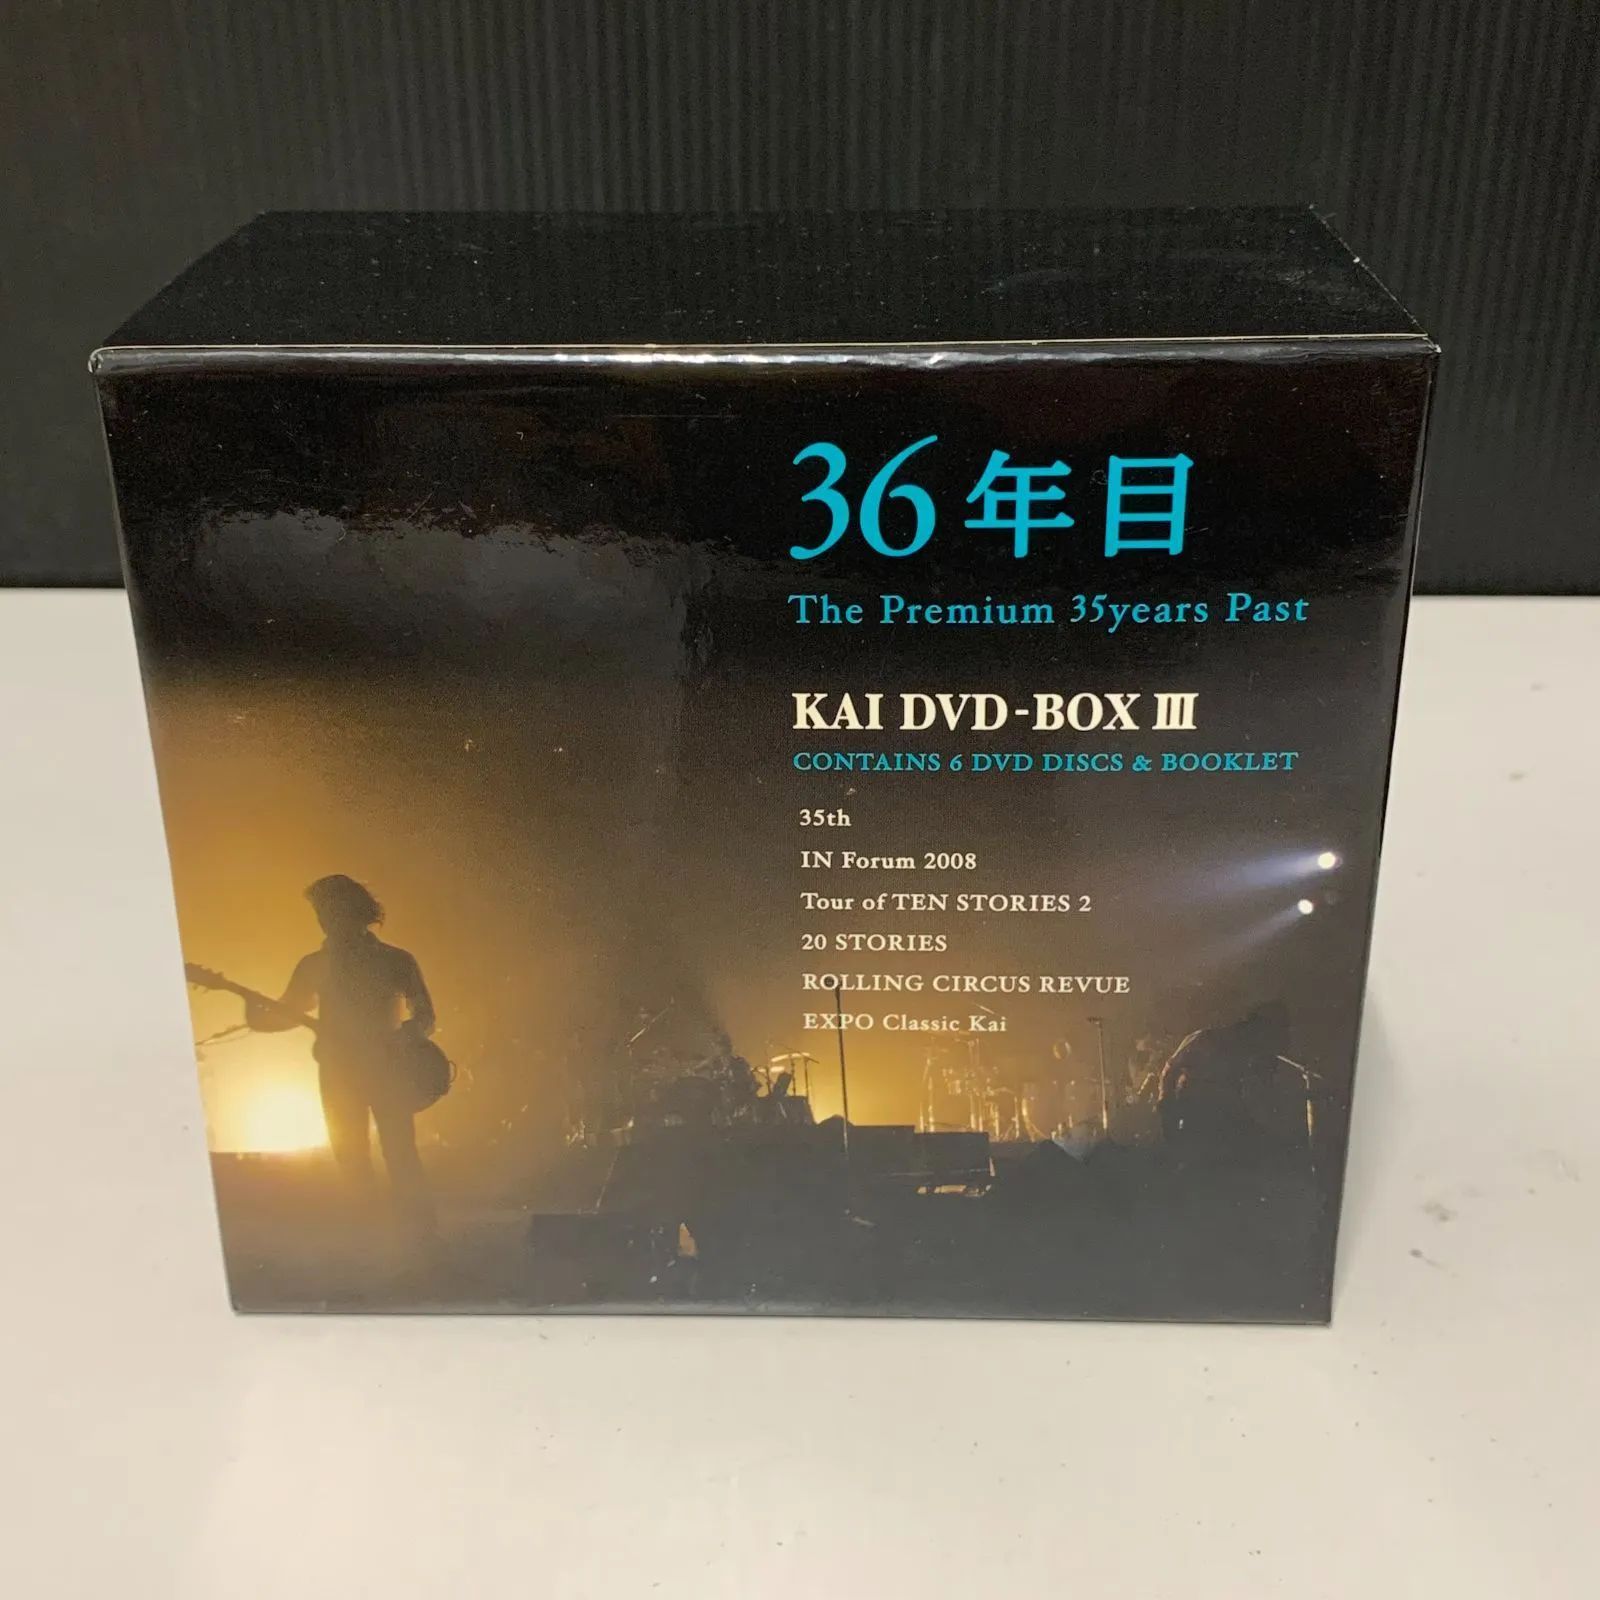 36年目
The Premium 35years Past
KAI DVD-BOX III
CONTAINS 6 DVD DISCS & BOOKLET
35th
IN Forum 2008
Tour of TEN STORIES 2
20 STORIES
ROLLING CIRCUS REVUE
EXPO Classic Kai